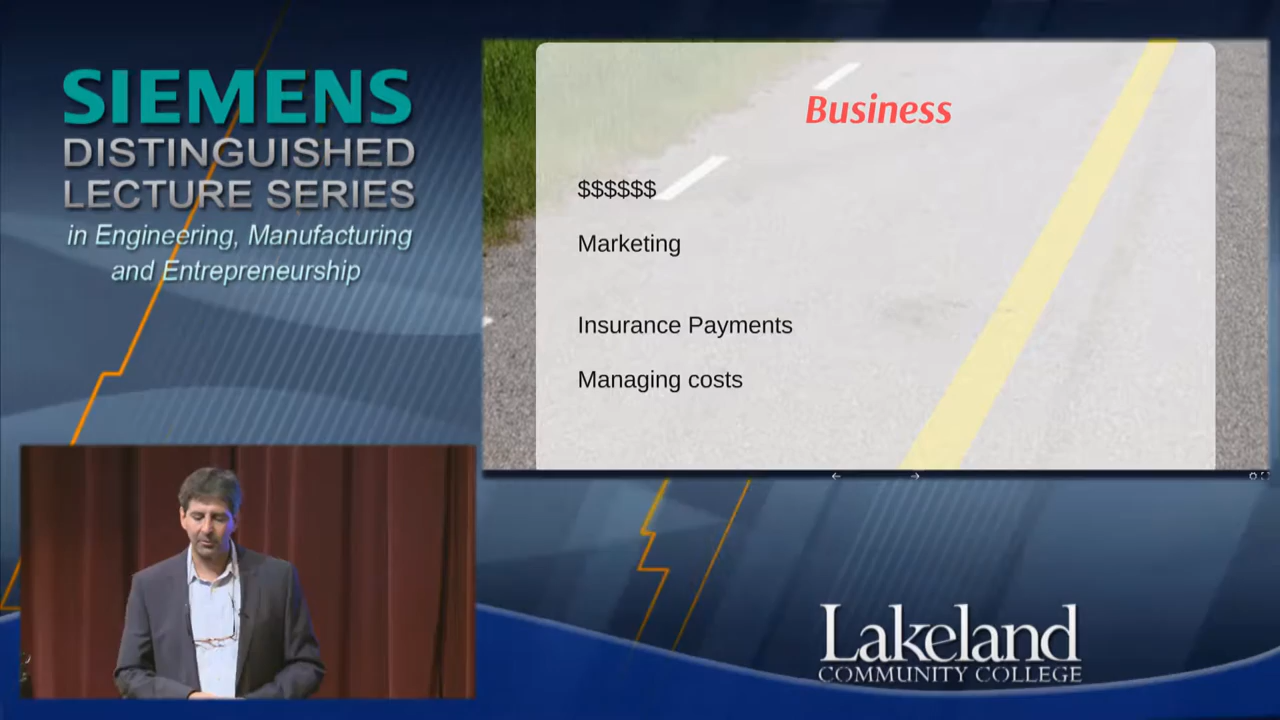 SIEMENS
DISTINGUISHED
LECTURE SERIES
in Engineering, Manufacturing
and Entrepreneurship
Business
$$$$$$
Marketing
Insurance Payments
Managing costs
Lakeland
COMMUNITY COLLEGE